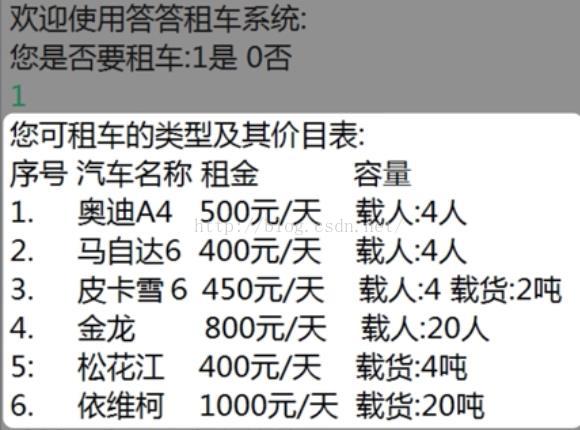 欢迎使用答答租车系统:
您是否要租车:1是 0否
1
您可租车的类型及其价目表:
序号 汽车名称 租金 容量
1. 奥迪A4 500元/天 载人:4人
http://blog.csdn.net/
2. 马自达6 400元/天 载人:4人
3. 皮卡雪6 450元/天 载人:4 载货:2吨
4. 金龙 800元/天 载人:20人
5: 松花江 400元/天 载货:4吨
6. 依维柯 1000元/天 载货:20吨